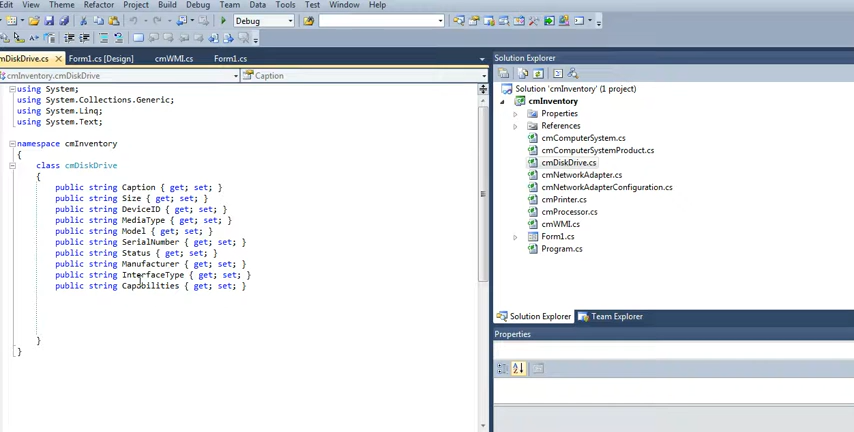 Edit View Theme Refactor Project Build Debug Team Data Tools Test Window Help
Debug
cmDiskDrive.cs Form1.cs [Design] cmWMI.cs Form1.cs
cmInventory.cmDiskDrive Caption
using System;
using System.Collections.Generic;
using System.Linq;
using System.Text;
namespace cmInventory
{
class cmDiskDrive
{
public string Caption { get; set; }
public string Size { get; set; }
public string DeviceID { get; set; }
public string MediaType { get; set; }
public string Model { get; set; }
public string SerialNumber { get; set; }
public string Status { get; set; }
public string Manufacturer { get; set; }
public string InterfaceType { get; set; }
public string Capabilities { get; set; }
}
}
Solution Explorer
Solution 'cmInventory' (1 project)
cmInventory
Properties
References
cmComputerSystem.cs
cmComputerSystemProduct.cs
cmDiskDrive.cs
cmNetworkAdapter.cs
cmNetworkAdapterConfiguration.cs
cmPrinter.cs
cmProcessor.cs
cmWMI.cs
Form1.cs
Program.cs
Solution Explorer Team Explorer
Properties